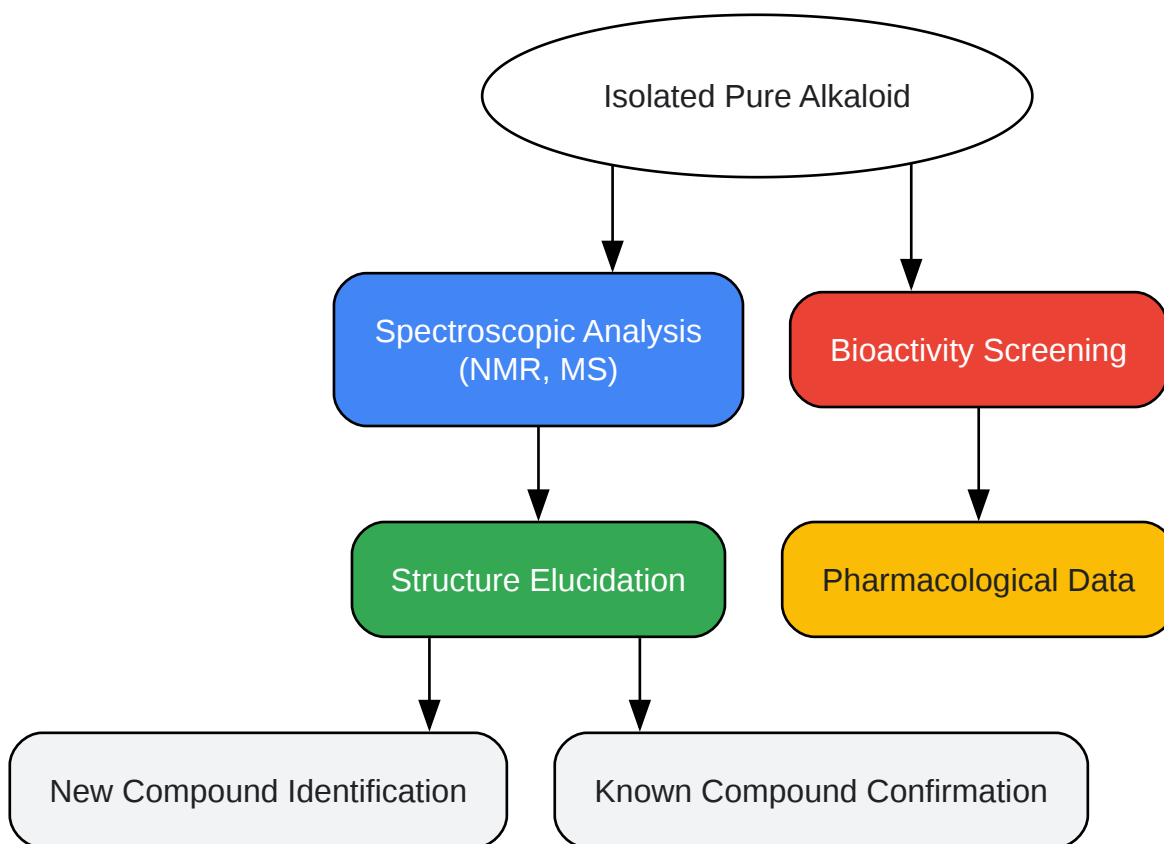 Isolated Pure Alkaloid
Spectroscopic Analysis
(NMR, MS)
Bioactivity Screening
Structure Elucidation
Pharmacological Data
New Compound Identification
Known Compound Confirmation